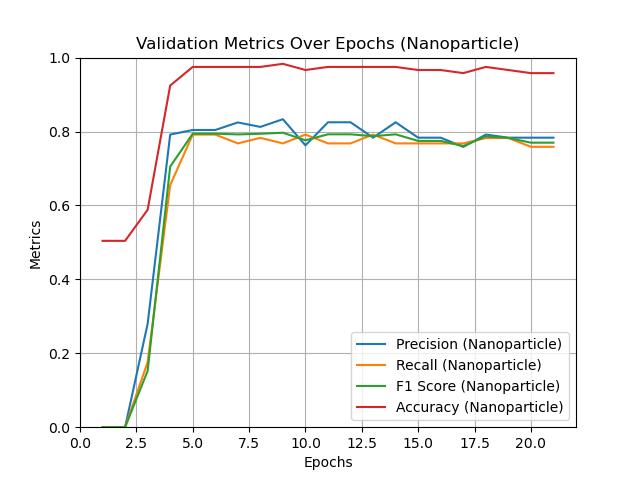 Validation Metrics Over Epochs (Nanoparticle)
1.0
0.8
0.6
0.4
0.2
0.0
Metrics
Precision (Nanoparticle)
Recall (Nanoparticle)
F1 Score (Nanoparticle)
Accuracy (Nanoparticle)
0.0 2.5 5.0 7.5 10.0 12.5 15.0 17.5 20.0
Epochs